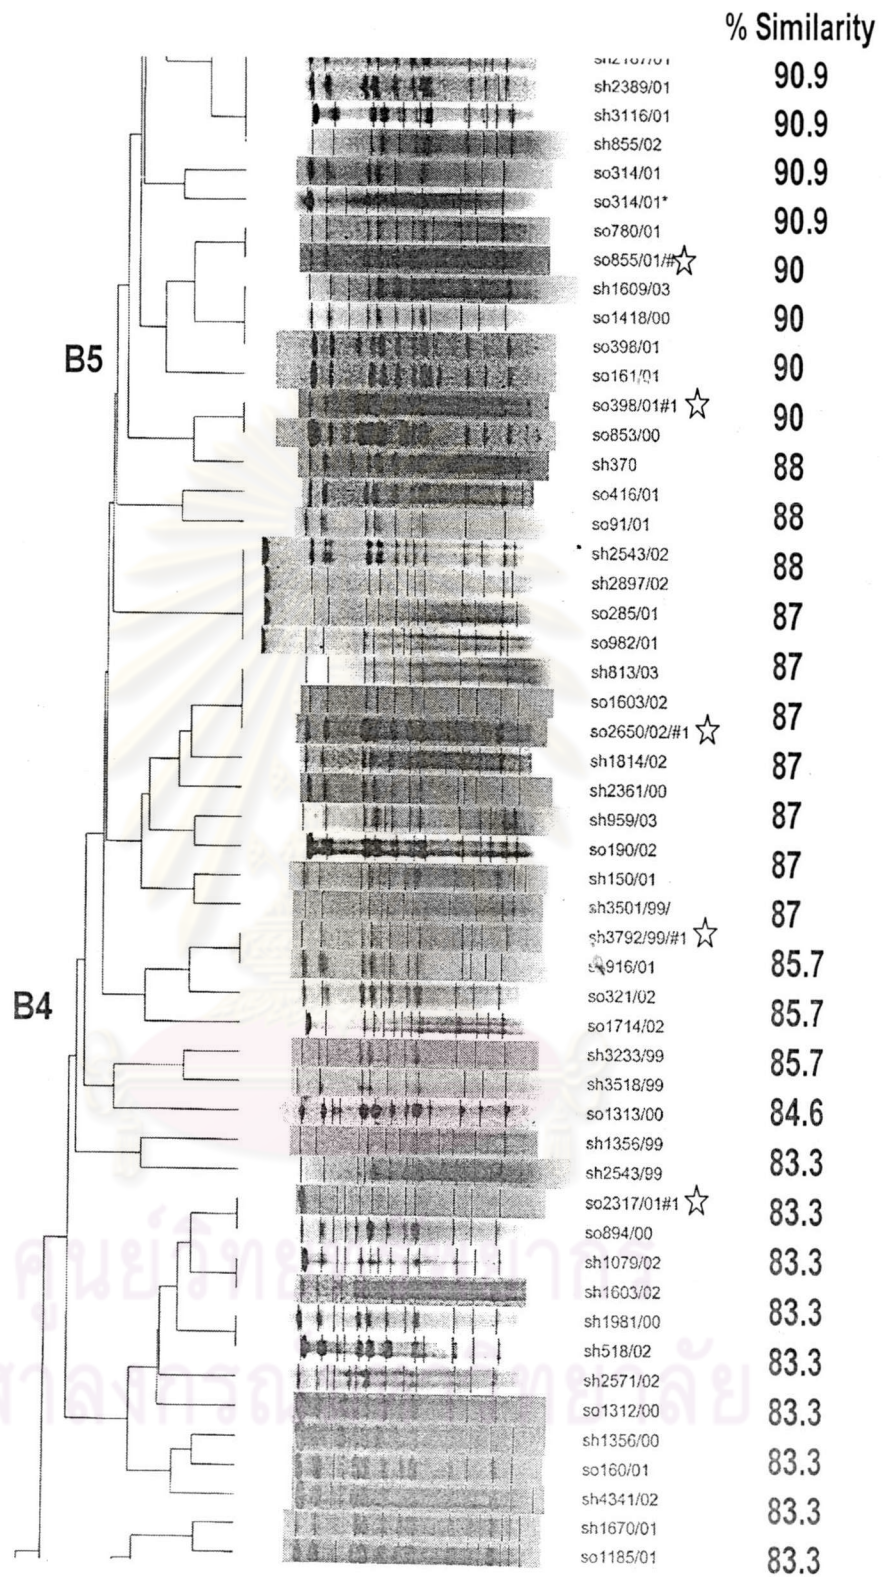 % Similarity
90.9
sh2389/01
sh3116/01
90.9
sh855/02
so314/01
90.9
so314/01*
90.9
so780/01
so855/01/#☆
90
sh1609/03
so1418/00
90
B5
so398/01
so161/01
90
so398/01#1 ☆
90
so853/00
sh370
88
so416/01
88
so91/01
sh2543/02
88
sh2897/02
so285/01
87
so982/01
87
sh813/03
so1603/02
87
so2650/02/#1 ☆
sh1814/02
87
sh2361/00
sh959/03
87
so190/02
87
sh150/01
sh3501/99/
87
sh3792/99/#1 ☆
916/01
85.7
B4
so321/02
85.7
so1714/02
sh3233/99
85.7
sh3518/99
so1313/00
84.6
sh1356/99
83.3
sh2543/99
so2317/01#1 ☆
83.3
so894/00
sh1079/02
83.3
sh1603/02
83.3
sh1981/00
sh518/02
83.3
sh2571/02
so1312/00
83.3
sh1356/00
83.3
so160/01
sh4341/02
83.3
sh1670/01
so1185/01
83.3